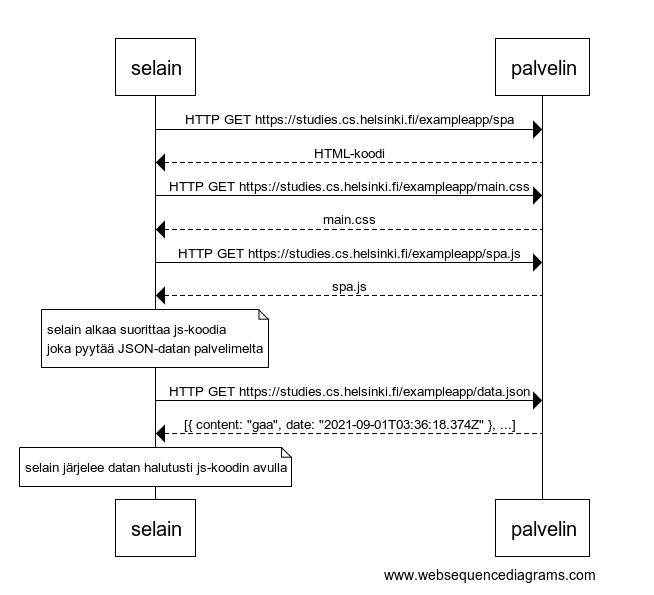 selain
palvelin
HTTP GET https://studies.cs.helsinki.fi/exampleapp/spa
HTML-koodi
HTTP GET https://studies.cs.helsinki.fi/exampleapp/main.css
main.css
HTTP GET https://studies.cs.helsinki.fi/exampleapp/spa.js
spa.js
selain alkaa suorittaa js-koodia
joka pyytää JSON-datan palvelimelta
HTTP GET https://studies.cs.helsinki.fi/exampleapp/data.json
[{ content: "gaa", date: "2021-09-01T03:36:18.374Z" }, ...]
selain järjelee datan halutusti js-koodin avulla
selain
palvelin
www.websequencediagrams.com